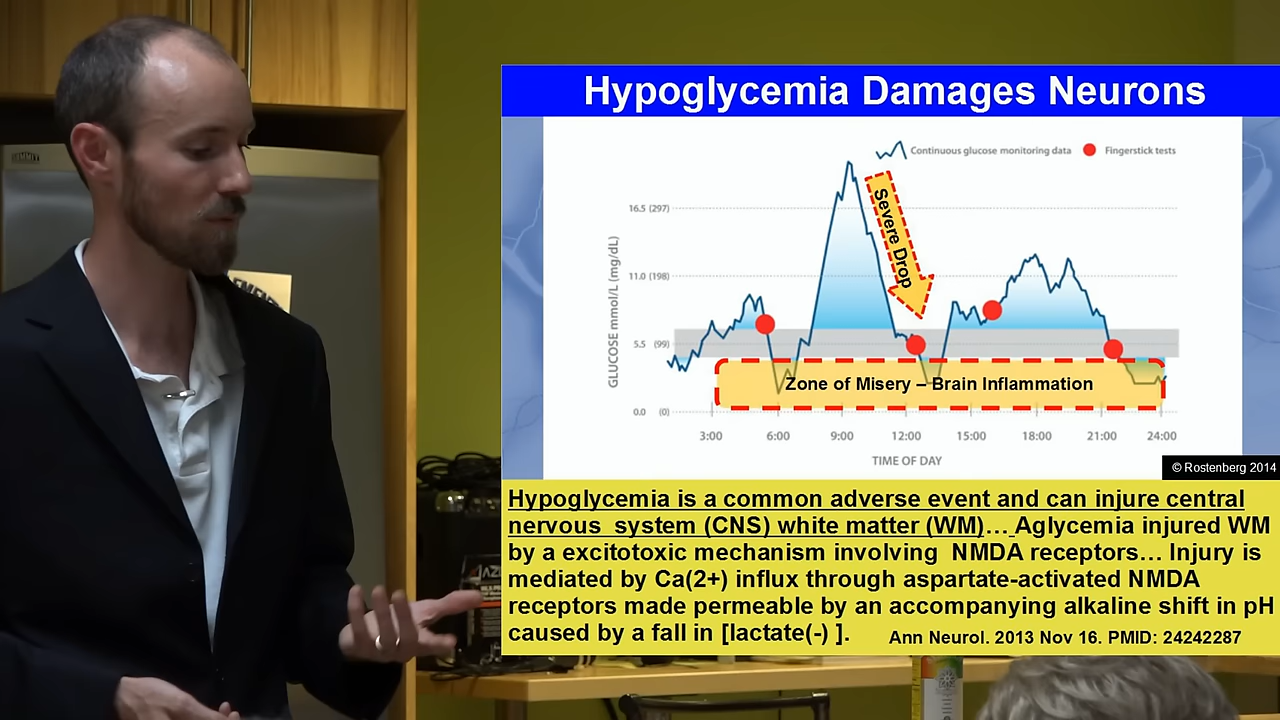 SUMMIT
Hypoglycemia Damages Neurons
Continuous glucose monitoring data
Fingerstick tests
Severe Drop
GLUCOSE mmol/L (mg/dL)
16.5 (297)
11.0 (198)
5.5 (99)
0.0 (0)
Zone of Misery – Brain Inflammation
3:00 6:00 9:00 12:00 15:00 18:00 21:00 24:00
TIME OF DAY
© Rostenberg 2014
Hypoglycemia is a common adverse event and can injure central
nervous system (CNS) white matter (WM)… Aglycemia injured WM
by a excitotoxic mechanism involving NMDA receptors… Injury is
mediated by Ca(2+) influx through aspartate-activated NMDA
receptors made permeable by an accompanying alkaline shift in pH
caused by a fall in [lactate(-) ]. Ann Neurol. 2013 Nov 16. PMID: 24242287